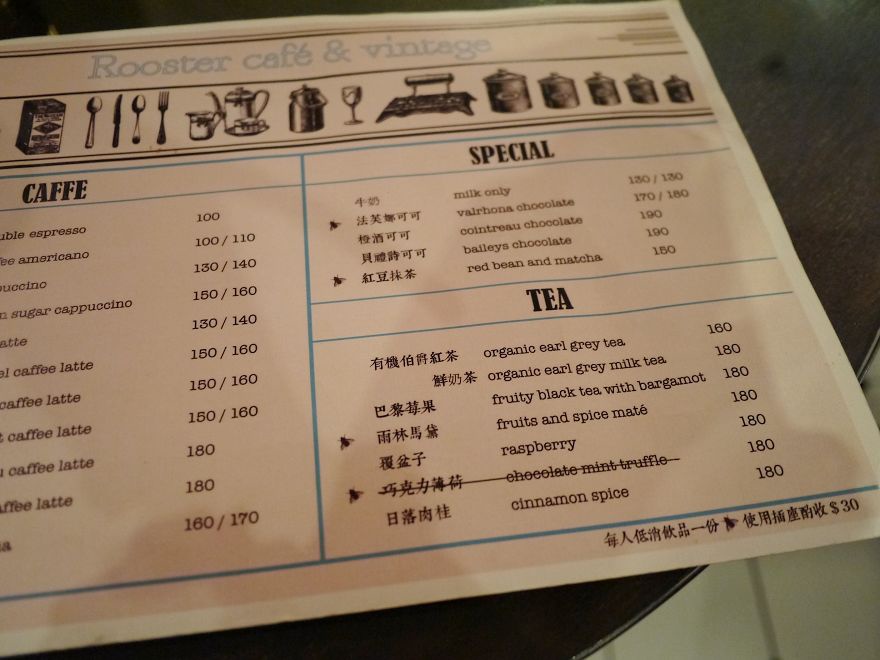 Rooster café & vintage
CAFFE
uble espresso 100
ee americano 100 / 110
puccino 130 / 140
n sugar cappuccino 150 / 160
atte 130 / 140
el caffee latte 150 / 160
caffee latte 150 / 160
t caffee latte 150 / 160
u caffee latte 180
affee latte 180
a 160 / 170
SPECIAL
牛奶 milk only 130 / 130
法芙娜可可 valrhona chocolate 170 / 180
橙酒可可 cointreau chocolate 190
貝禮詩可可 baileys chocolate 190
紅豆抹茶 red bean and matcha 150
TEA
有機伯爵紅茶 organic earl grey tea 160
鮮奶茶 organic earl grey milk tea 180
巴黎莓果 fruity black tea with bargamot 180
雨林馬黛 fruits and spice maté 180
覆盆子 raspberry 180
巧克力薄荷 chocolate mint truffle 180
日落肉桂 cinnamon spice 180
每人低消飲品一份 使用插座酌收 $ 30